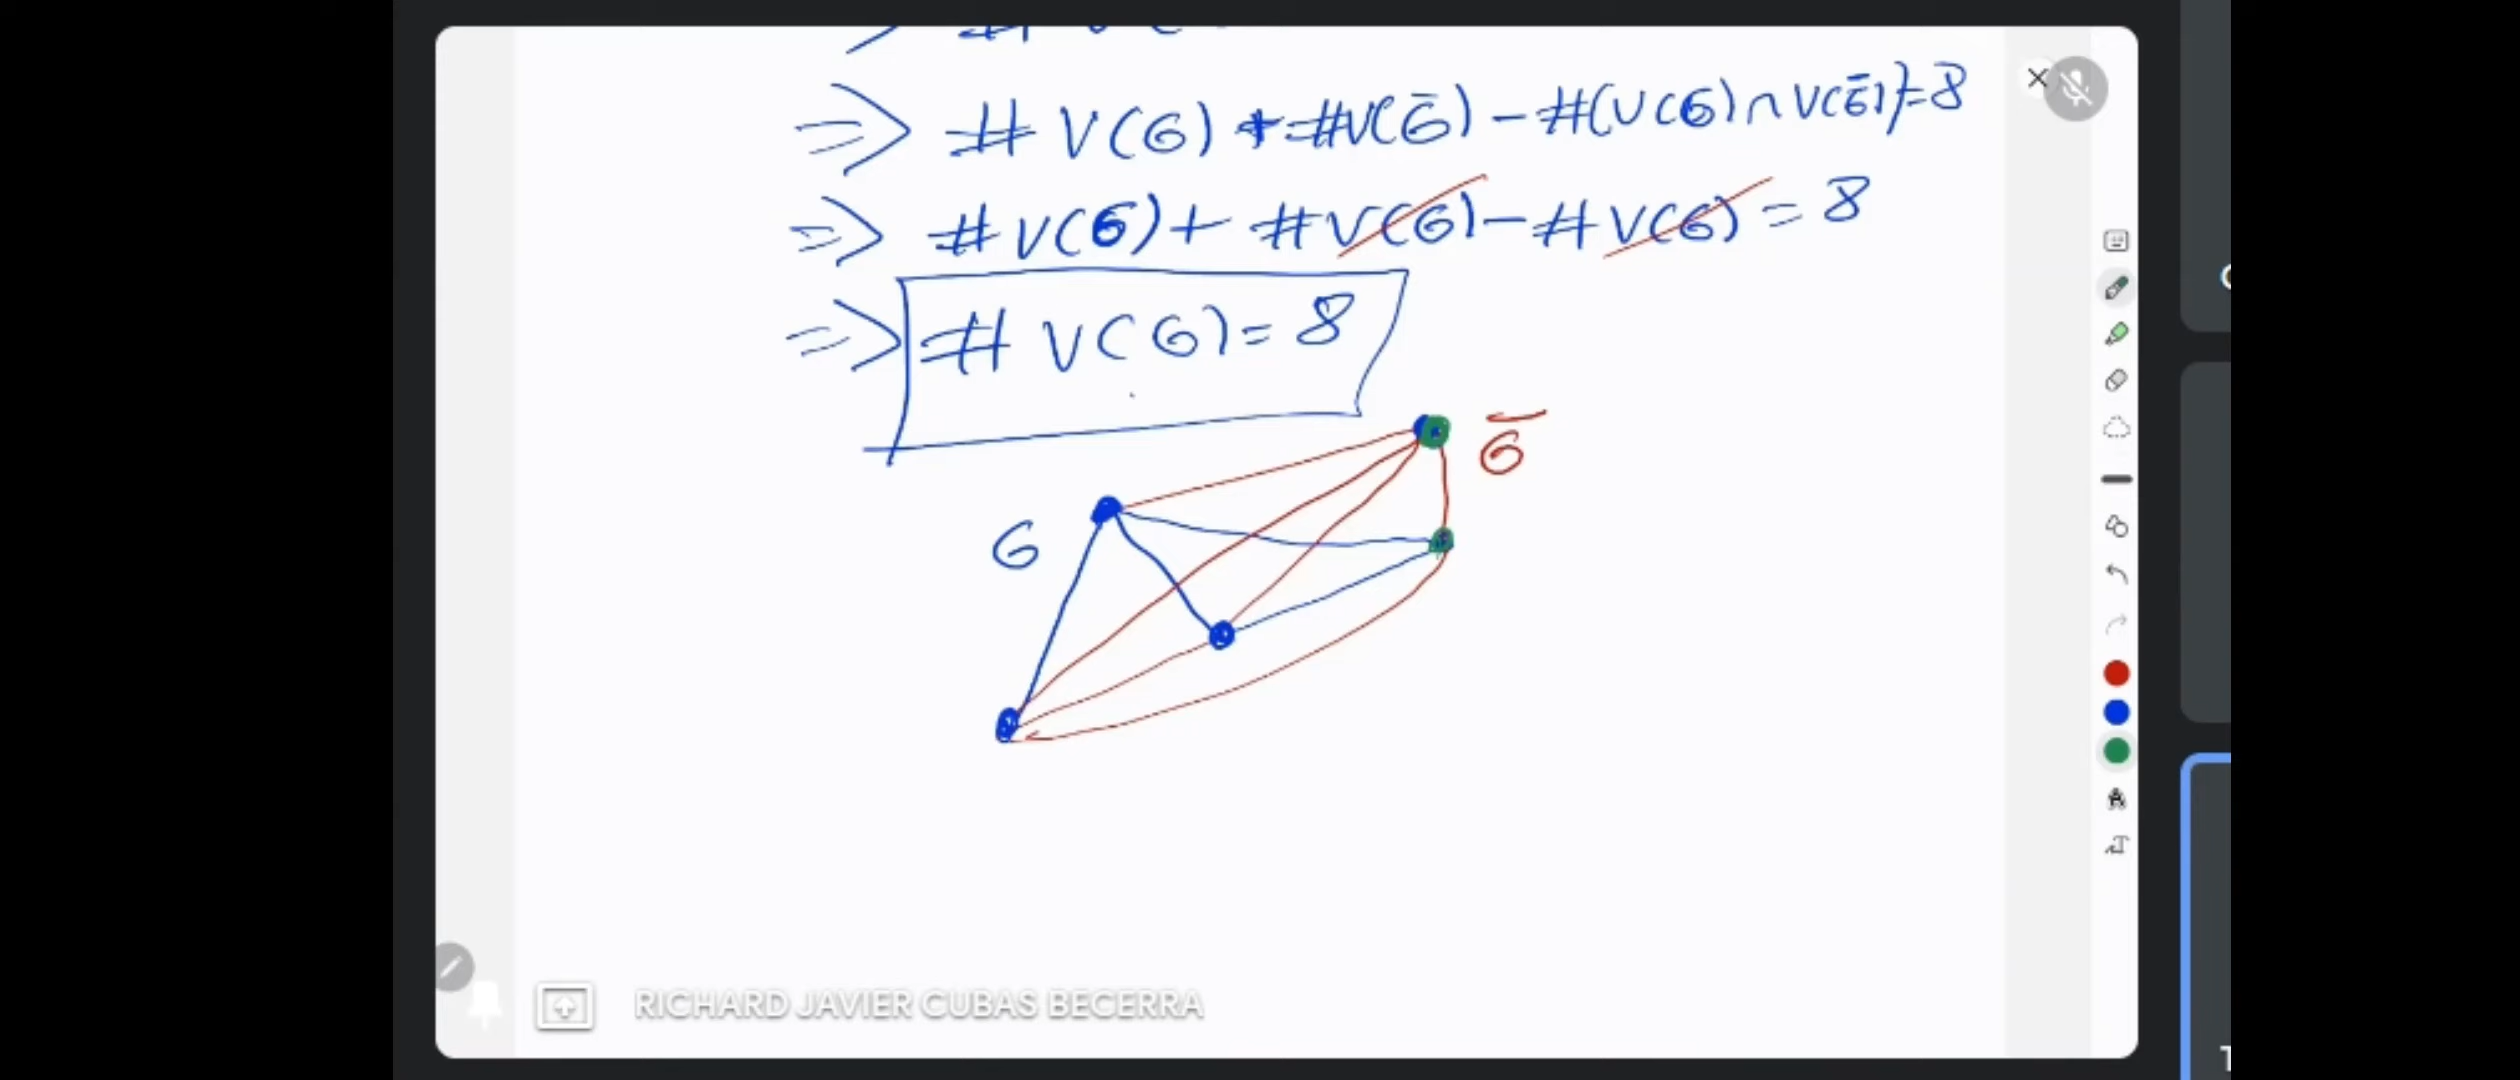 ⇒ # V(G) + #V(Ḡ) - #(V(G) ∩ V(Ḡ)) = 8
⇒ # V(G) + #V(G) - # V(G) = 8
⇒ # V(G) = 8
Ḡ
G
RICHARD JAVIER CUBAS BECERRA